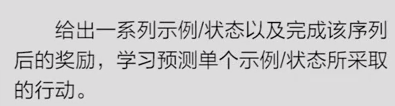 给出一系列示例/状态以及完成该序列
后的奖励，学习预测单个示例/状态所采取
的行动。